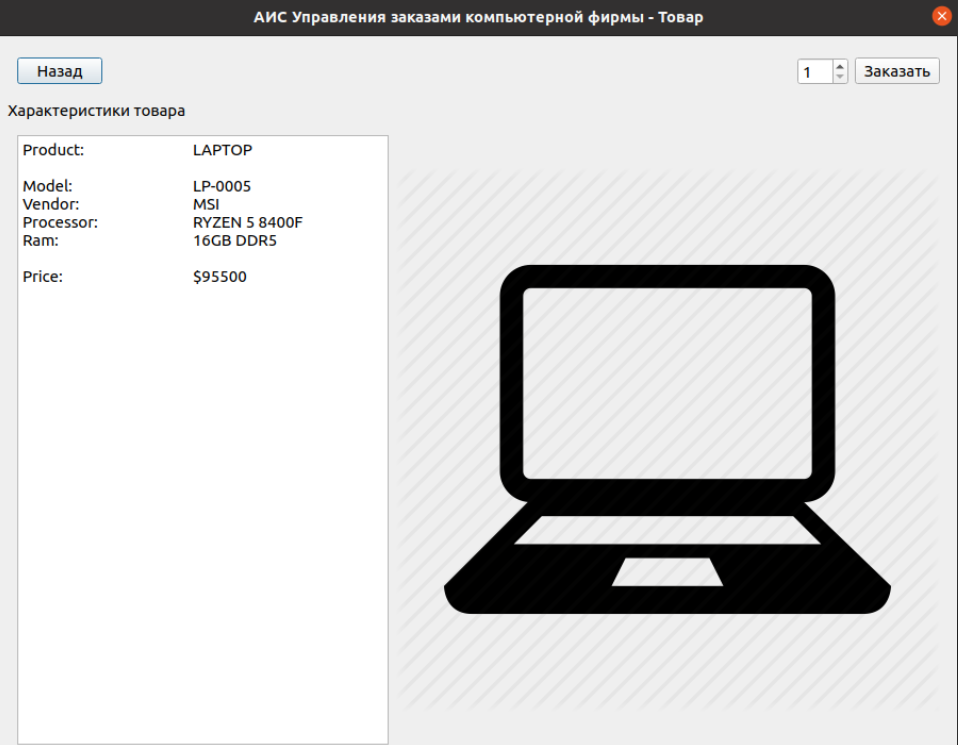 АИС Управления заказами компьютерной фирмы - Товар
Назад
1
Заказать
Характеристики товара
Product: LAPTOP
Model: LP-0005
Vendor: MSI
Processor: RYZEN 5 8400F
Ram: 16GB DDR5
Price: $95500